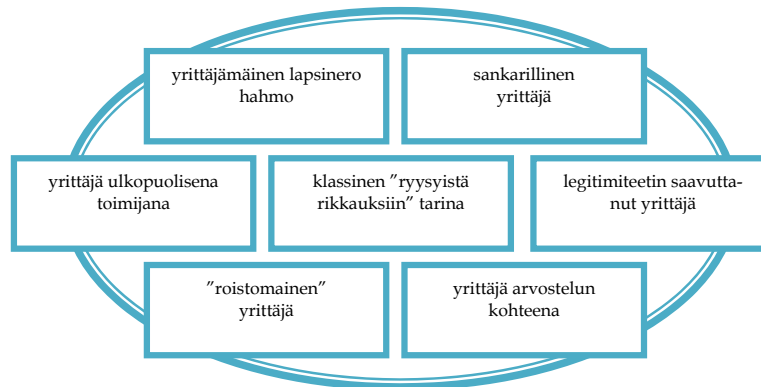 yrittäjämäinen lapsinero
hahmo
sankarillinen
yrittäjä
yrittäjä ulkopuolisena
toimijana
klassinen ”ryysyistä
rikkauksiin” tarina
legitimiteetin saavutta-
nut yrittäjä
”roistomainen”
yrittäjä
yrittäjä arvostelun
kohteena